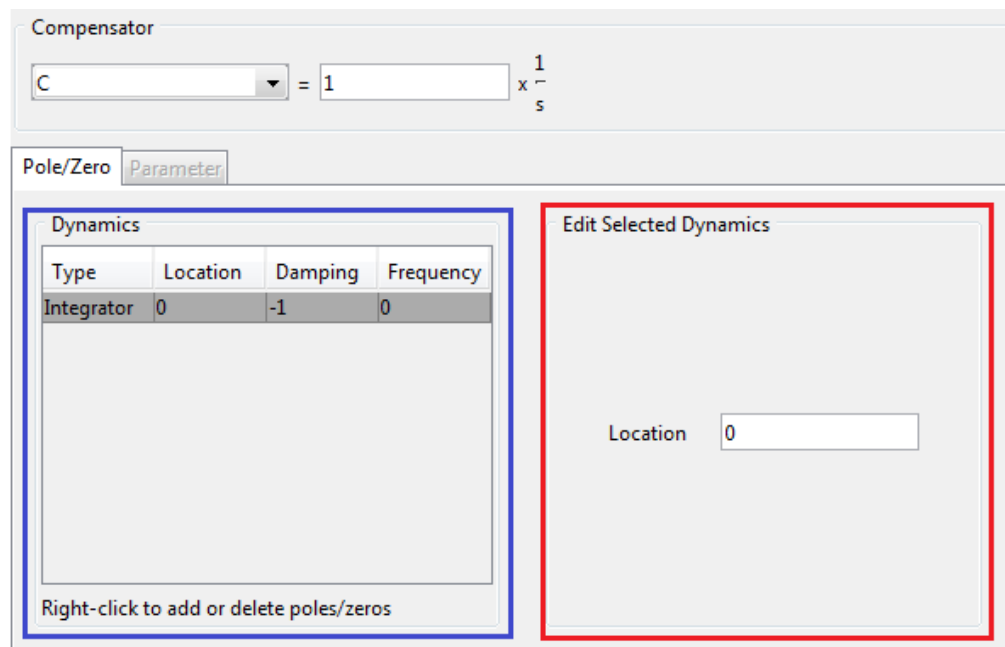 Compensator
C = 1 x 1/s
Pole/Zero Parameter
Dynamics
Type Location Damping Frequency
Integrator 0 -1 0
Right-click to add or delete poles/zeros
Edit Selected Dynamics
Location 0